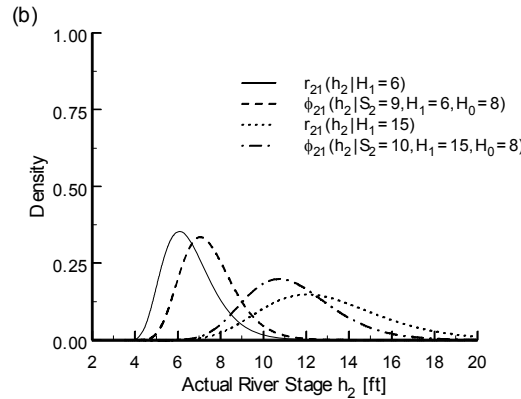 (b)
1.00
0.75
0.50
0.25
0.00
Density
r₂₁(h₂|H₁=6)
ϕ₂₁(h₂|S₂=9,H₁=6,H₀=8)
r₂₁(h₂|H₁=15)
ϕ₂₁(h₂|S₂=10,H₁=15,H₀=8)
2 4 6 8 10 12 14 16 18 20
Actual River Stage h₂ [ft]